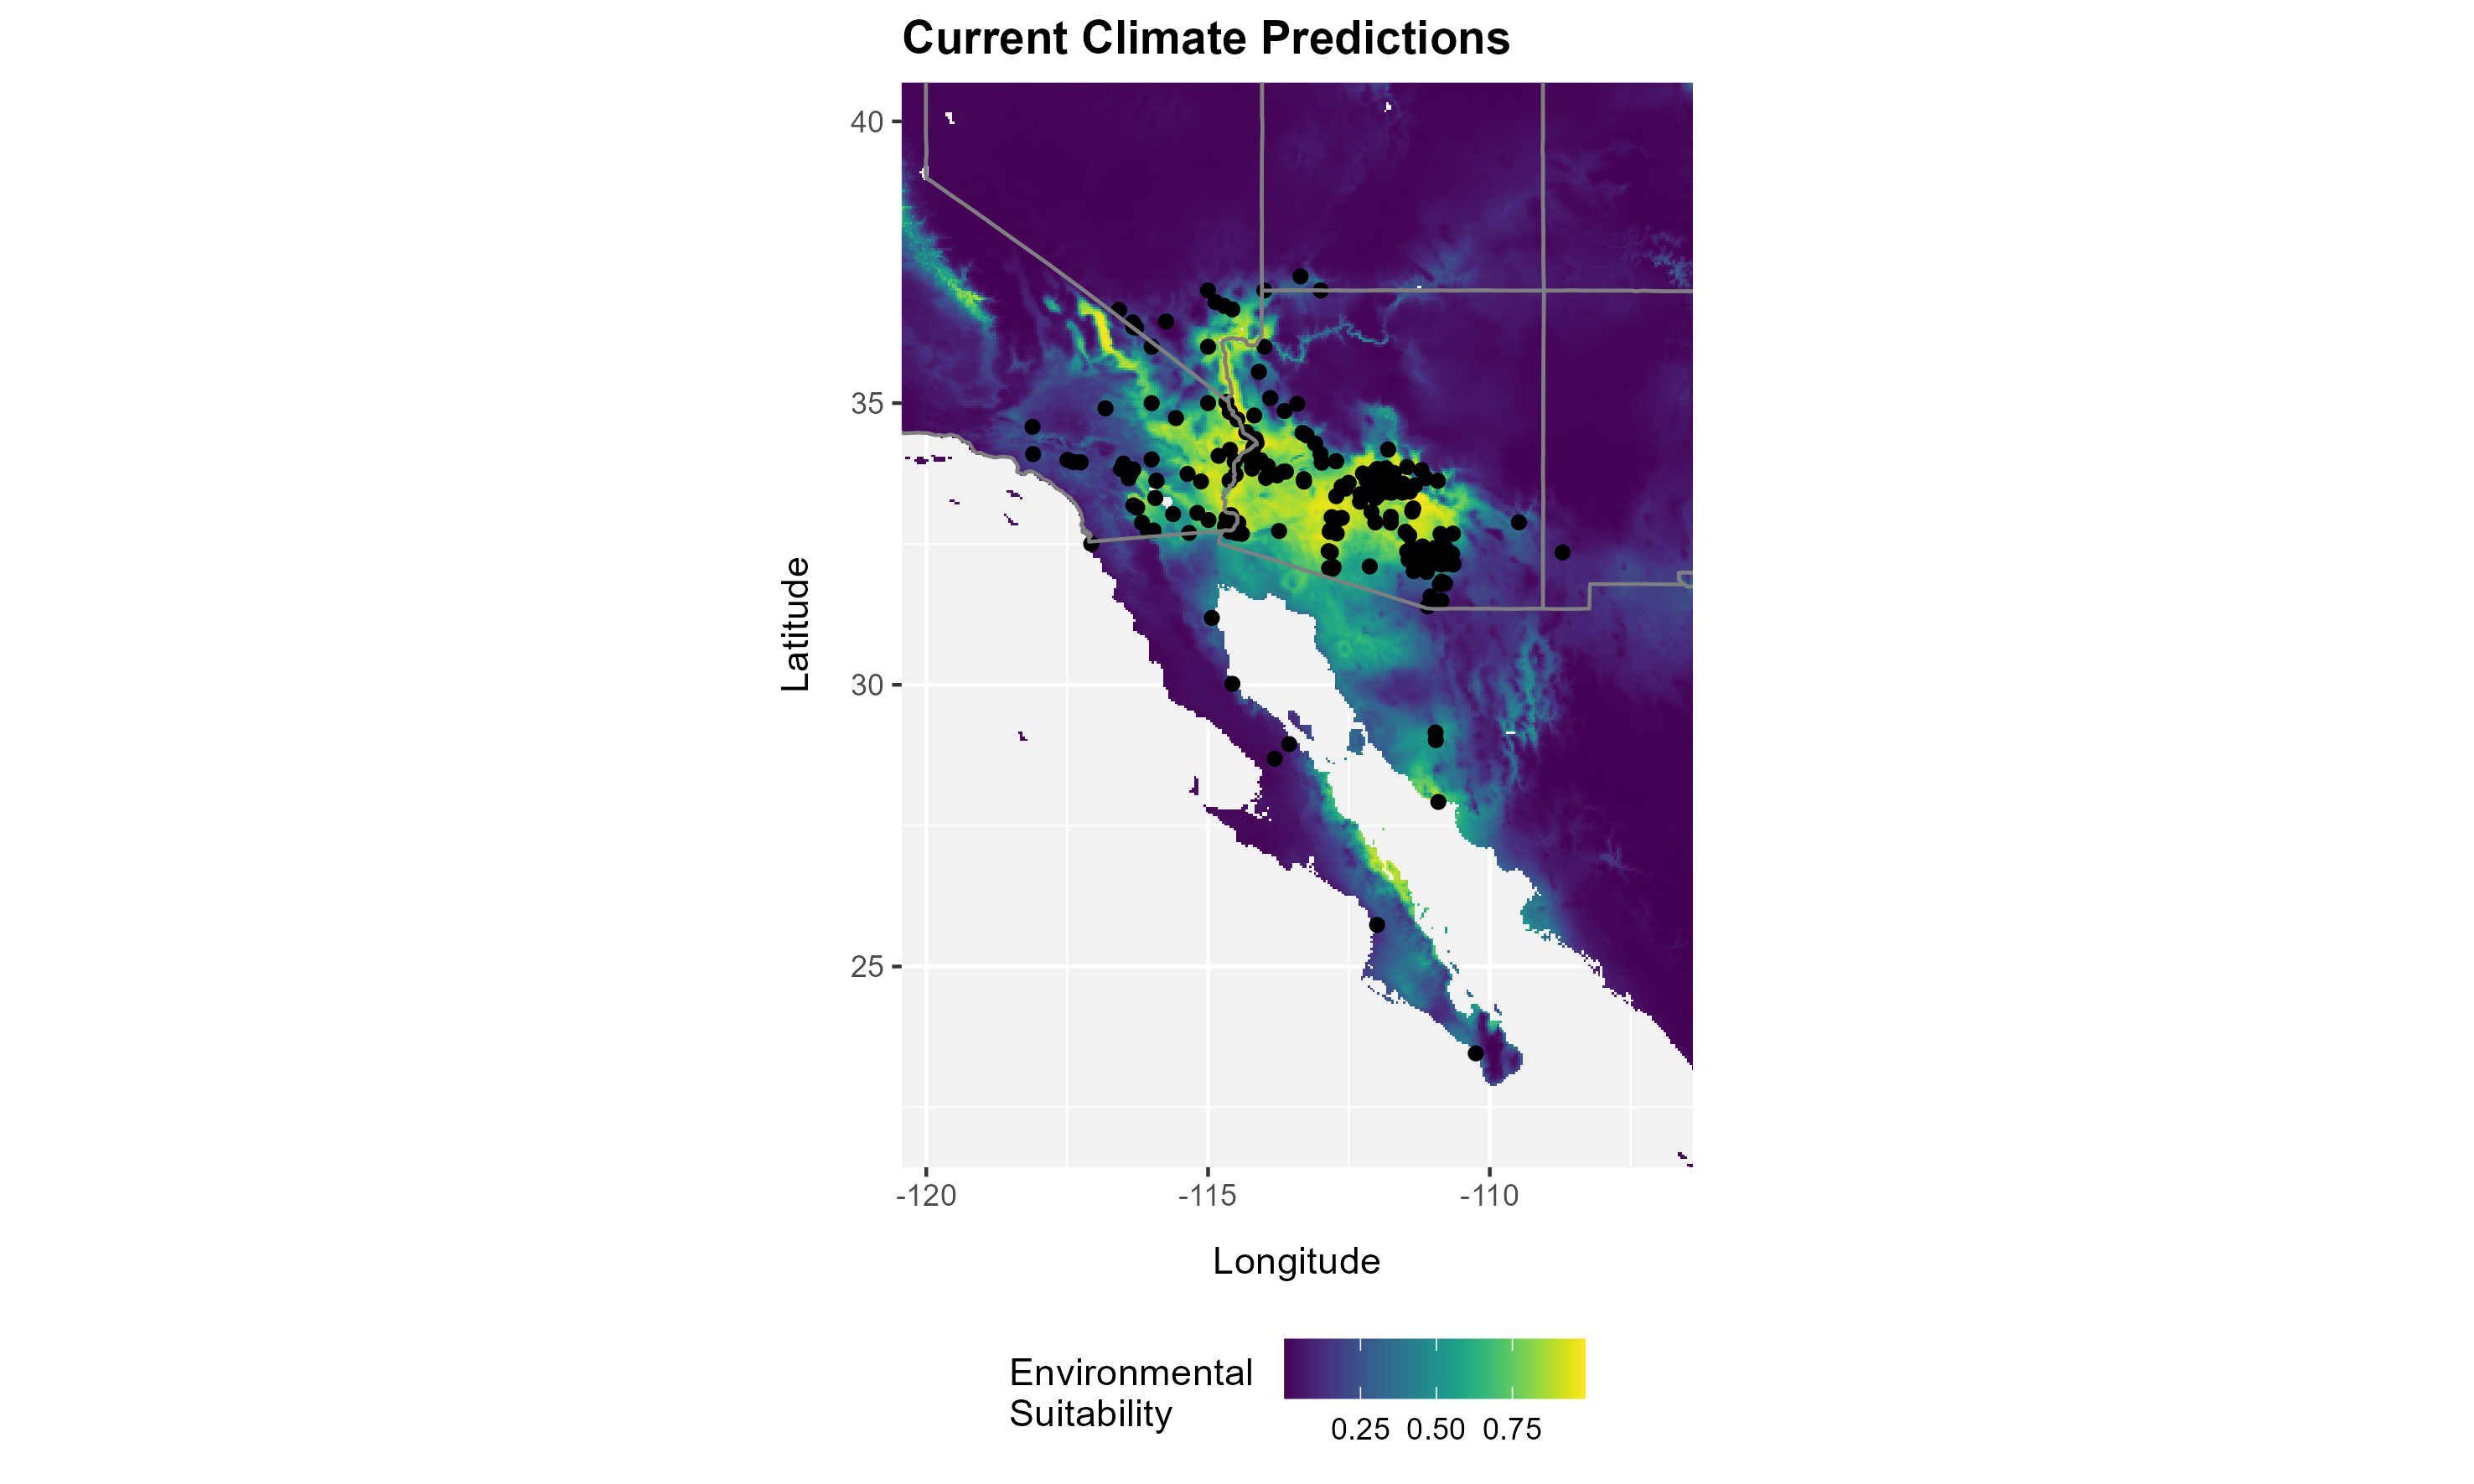 Current Climate Predictions
40
35
30
25
Latitude
-120
-115
-110
Longitude
Environmental
Suitability
0.25
0.50
0.75